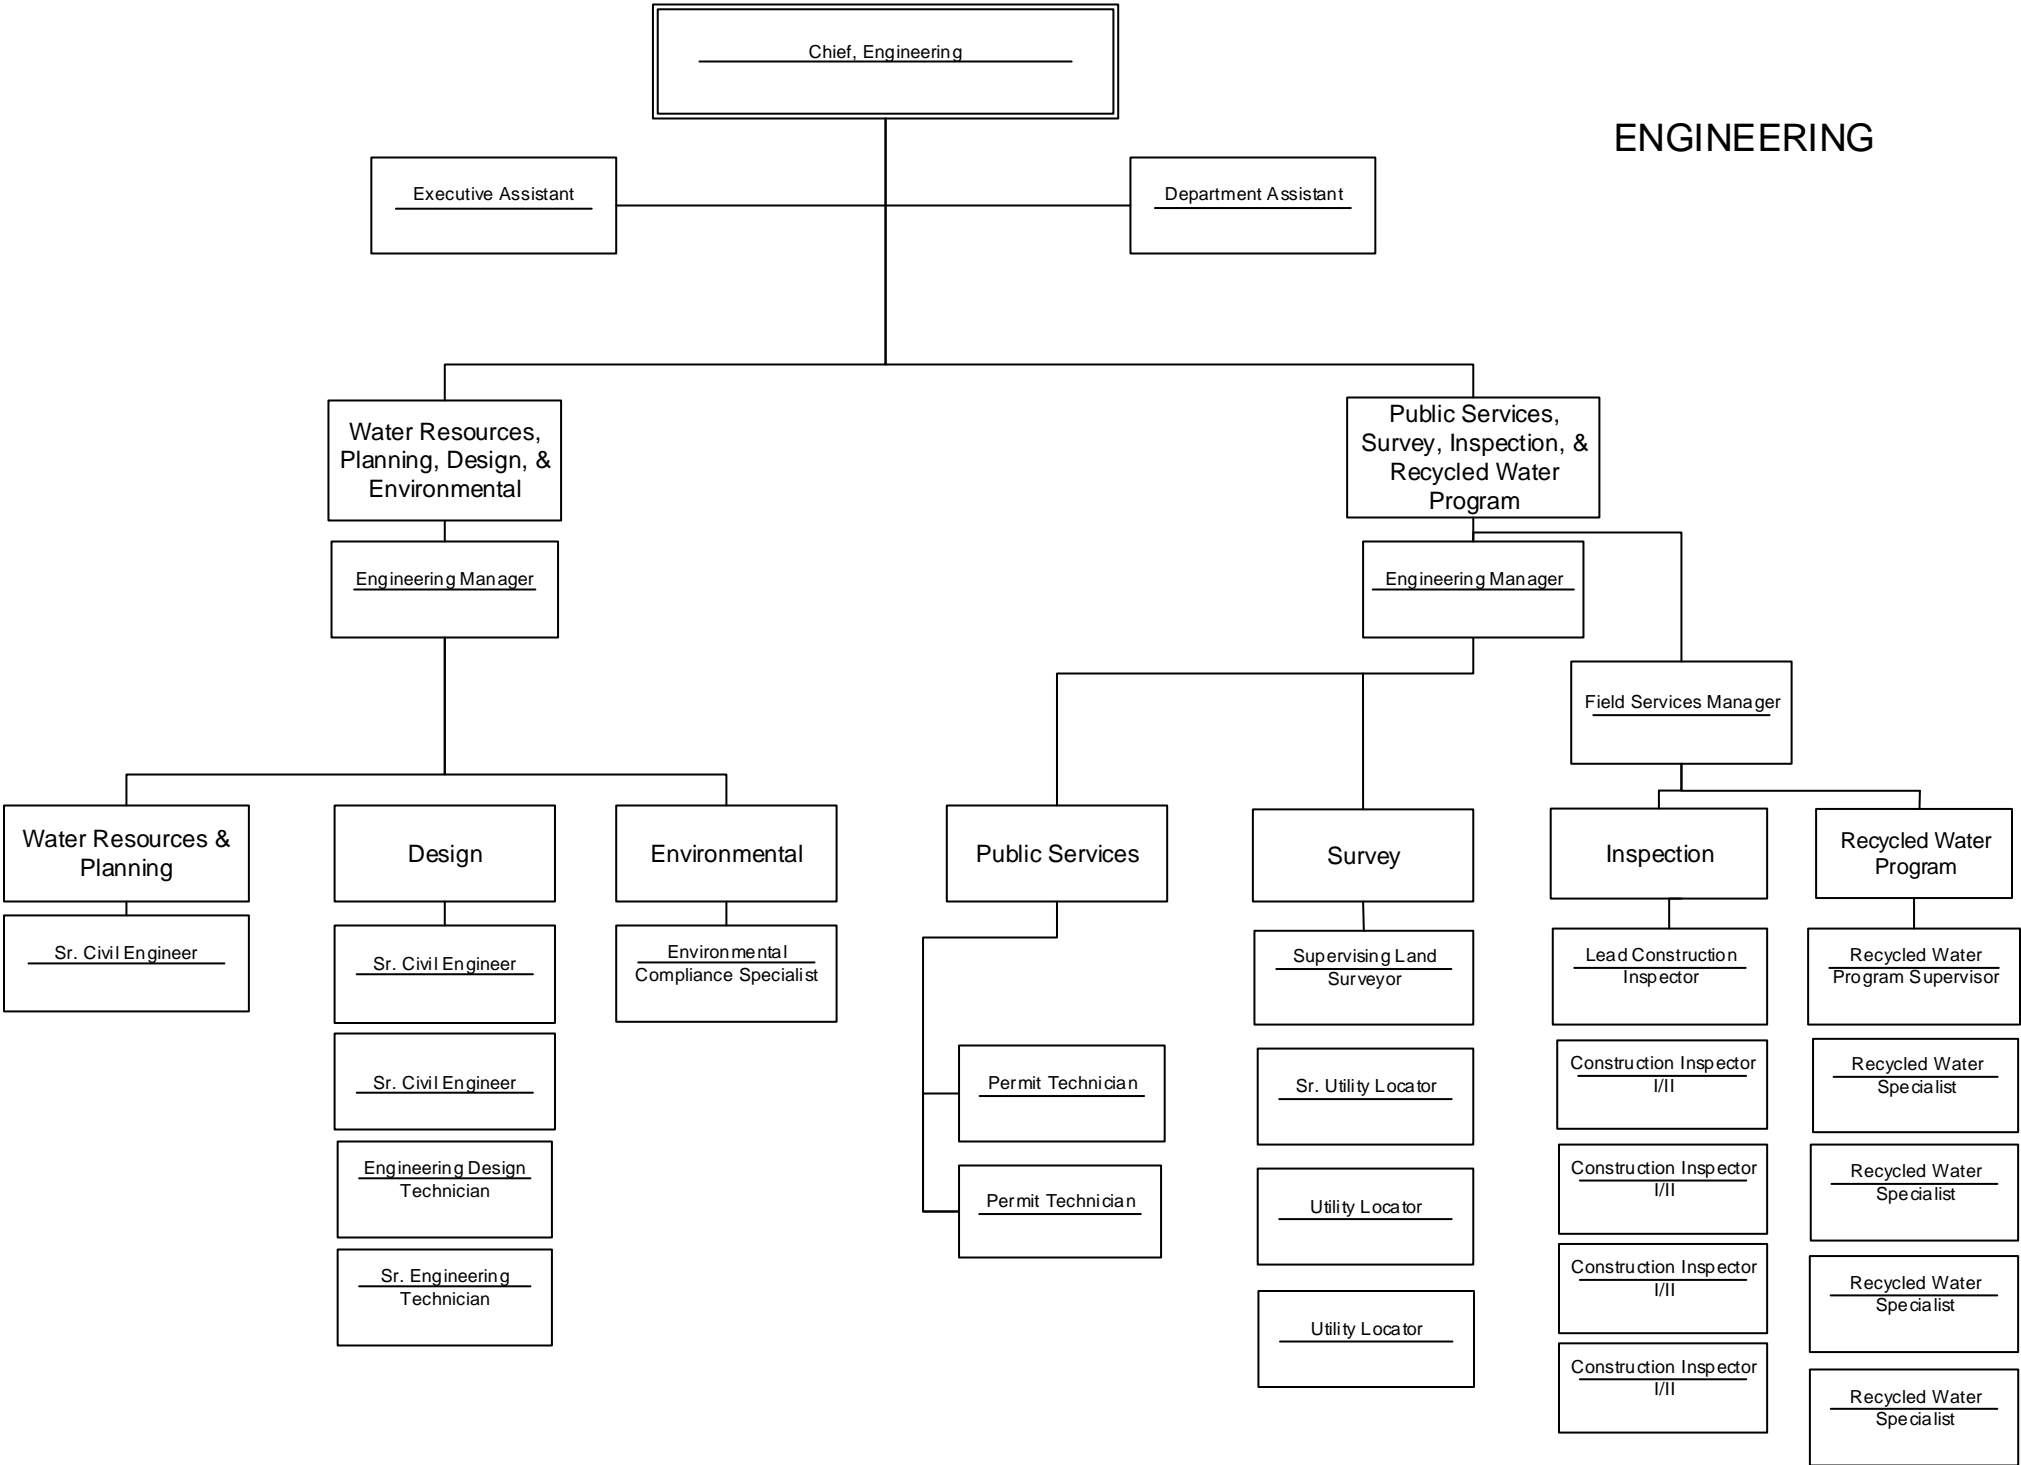 Chief, Engineering
ENGINEERING
Executive Assistant
Department Assistant
Water Resources,
Planning, Design, &
Environmental
Public Services,
Survey, Inspection, &
Recycled Water
Program
Engineering Manager
Engineering Manager
Field Services Manager
Water Resources &
Planning
Design
Environmental
Public Services
Survey
Inspection
Recycled Water
Program
Sr. Civil Engineer
Sr. Civil Engineer
Sr. Civil Engineer
Engineering Design
Technician
Sr. Engineering
Technician
Environmental
Compliance Specialist
Permit Technician
Permit Technician
Supervising Land
Surveyor
Sr. Utility Locator
Utility Locator
Utility Locator
Lead Construction
Inspector
Construction Inspector
I/II
Construction Inspector
I/II
Construction Inspector
I/II
Construction Inspector
I/II
Recycled Water
Program Supervisor
Recycled Water
Specialist
Recycled Water
Specialist
Recycled Water
Specialist
Recycled Water
Specialist